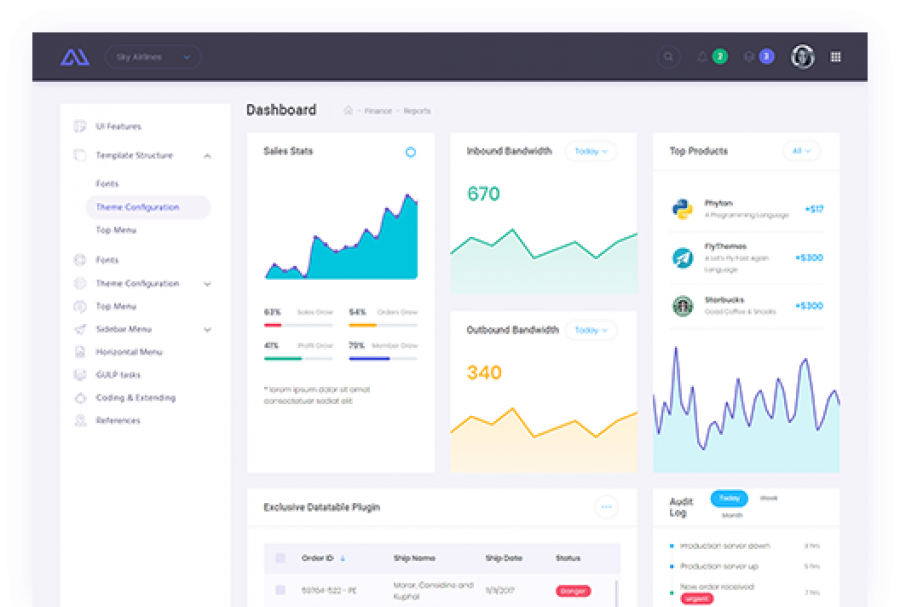 Sky Airlines
2
3
UI Features
Template Structure
Fonts
Theme Configuration
Top Menu
Fonts
Theme Configuration
Top Menu
Sidebar Menu
Horizontal Menu
GULP tasks
Coding & Extending
References
Dashboard
Finance - Reports
Sales Stats
63% Sales Grow
54% Orders Grow
41% Profit Grow
79% Member Grow
* lorem ipsum dolor sit amet
consectetuer sediat elit
Inbound Bandwidth Today
670
Outbound Bandwidth Today
340
Top Products All
Phyton
A Programming Language
+$17
FlyThemes
A Let's Fly Fast Again
Language
+$300
Starbucks
Good Coffee & Snacks
+$300
Exclusive Datatable Plugin
Order ID Ship Name Ship Date Status
59764-522 - PE
Moror, Considine and
Kuphal
11/11/2017
Danger
Audit
Log
Today Week
Month
Production server down
3 hrs
Production server up
5 hrs
New order received
urgent
7 hrs